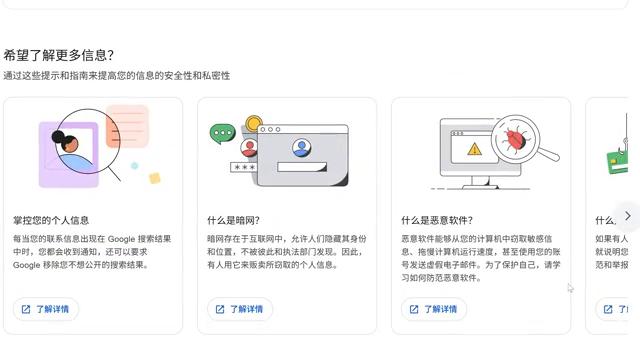 希望了解更多信息？
通过这些提示和指南来提高您的信息的安全性和私密性
掌控您的个人信息
每当您的联系信息出现在 Google 搜索结果
中时，您都会收到通知，还可以要求
Google 移除您不想公开的搜索结果。
了解详情
什么是暗网？
暗网存在于互联网中，允许人们隐藏其身份
和位置，不被彼此和执法部门发现。因此，
有人用它来贩卖所窃取的个人信息。
了解详情
什么是恶意软件？
恶意软件能够从您的计算机中窃取敏感信
息、拖慢计算机运行速度，甚至使用您的账
号发送虚假电子邮件。为了保护自己，请学
习如何防范恶意软件。
了解详情
什么
如果有人
就说明您
范和举报